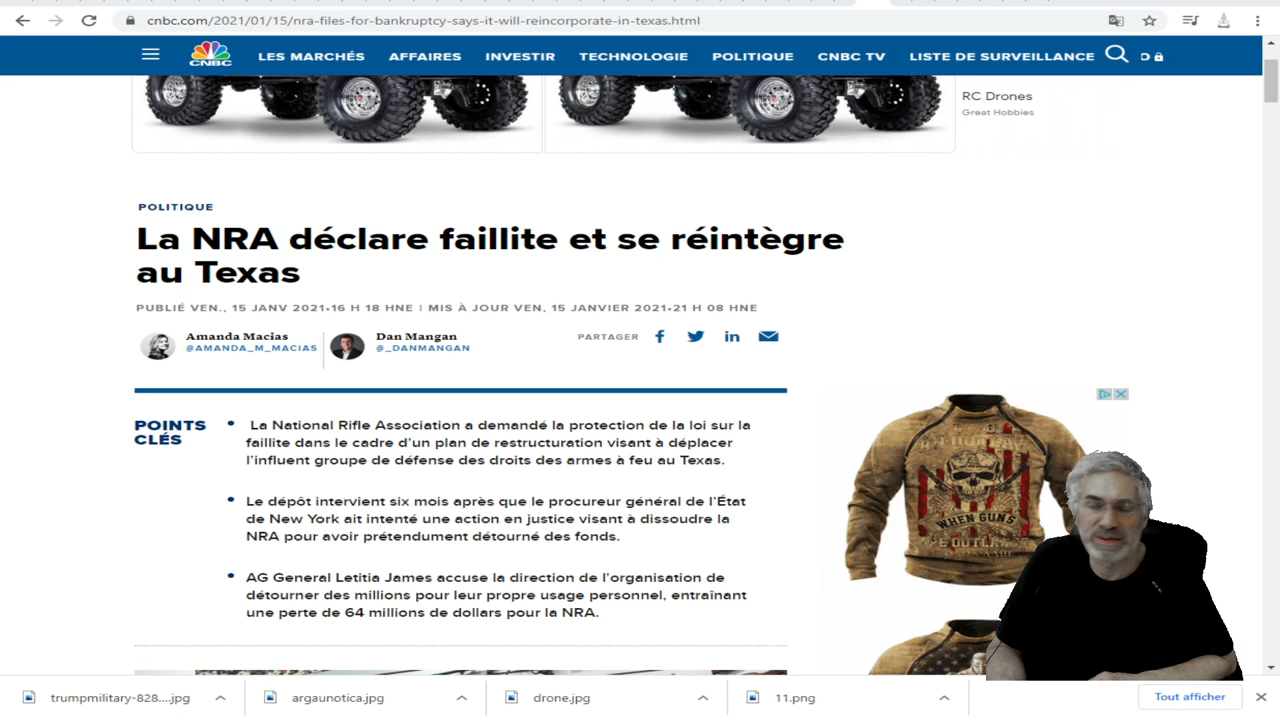 cnbc.com/2021/01/15/nra-files-for-bankruptcy-says-it-will-reincorporate-in-texas.html
CNBC
LES MARCHÉS AFFAIRES INVESTIR TECHNOLOGIE POLITIQUE CNBC TV LISTE DE SURVEILLANCE
RC Drones
Great Hobbies
POLITIQUE
La NRA déclare faillite et se réintègre
au Texas
PUBLIÉ VEN., 15 JANV 2021•16 H 18 HNE | MIS À JOUR VEN, 15 JANVIER 2021•21 H 08 HNE
Amanda Macias
@AMANDA_M_MACIAS
Dan Mangan
@_DANMANGAN
PARTAGER
POINTS
CLÉS
La National Rifle Association a demandé la protection de la loi sur la
faillite dans le cadre d'un plan de restructuration visant à déplacer
l'influent groupe de défense des droits des armes à feu au Texas.
Le dépôt intervient six mois après que le procureur général de l'État
de New York ait intenté une action en justice visant à dissoudre la
NRA pour avoir prétendument détourné des fonds.
AG General Letitia James accuse la direction de l'organisation de
détourner des millions pour leur propre usage personnel, entraînant
une perte de 64 millions de dollars pour la NRA.
WHEN GUNS
trumpmilitary-828....jpg
argaunotica.jpg
drone.jpg
11.png
Tout afficher